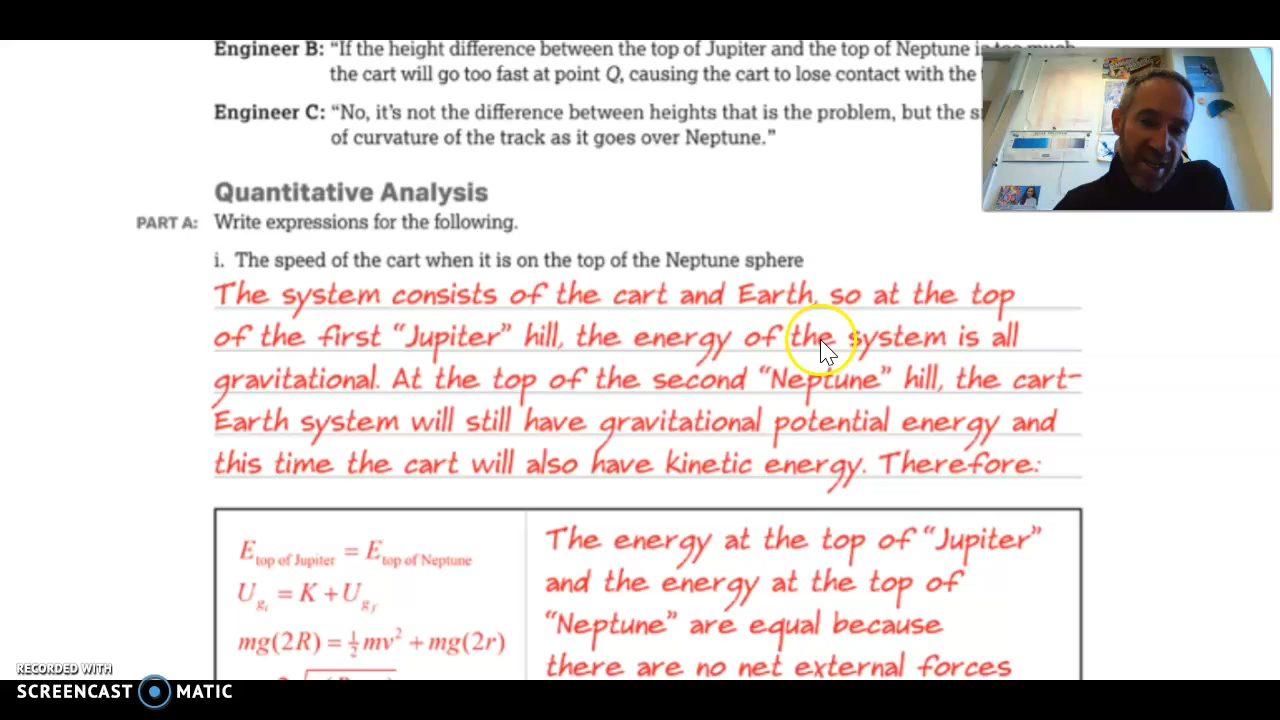 Engineer B: "If the height difference between the top of Jupiter and the top of Neptune is too much
the cart will go too fast at point Q, causing the cart to lose contact with the
Engineer C: "No, it's not the difference between heights that is the problem, but the
of curvature of the track as it goes over Neptune."
Quantitative Analysis
PART A: Write expressions for the following.
i. The speed of the cart when it is on the top of the Neptune sphere
The system consists of the cart and Earth, so at the top
of the first "Jupiter" hill, the energy of the system is all
gravitational. At the top of the second "Neptune" hill, the cart-
Earth system will still have gravitational potential energy and
this time the cart will also have kinetic energy. Therefore:
E top of Jupiter = E top of Neptune
U gi = K + U gf
mg(2R) = ½mv² + mg(2r)
The energy at the top of "Jupiter"
and the energy at the top of
"Neptune" are equal because
there are no net external forces
RECORDED WITH
SCREENCAST MATIC